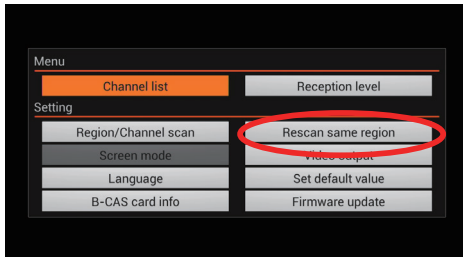 Menu
Channel list
Reception level
Setting
Region/Channel scan
Rescan same region
Screen mode
Video output
Language
Set default value
B-CAS card info
Firmware update